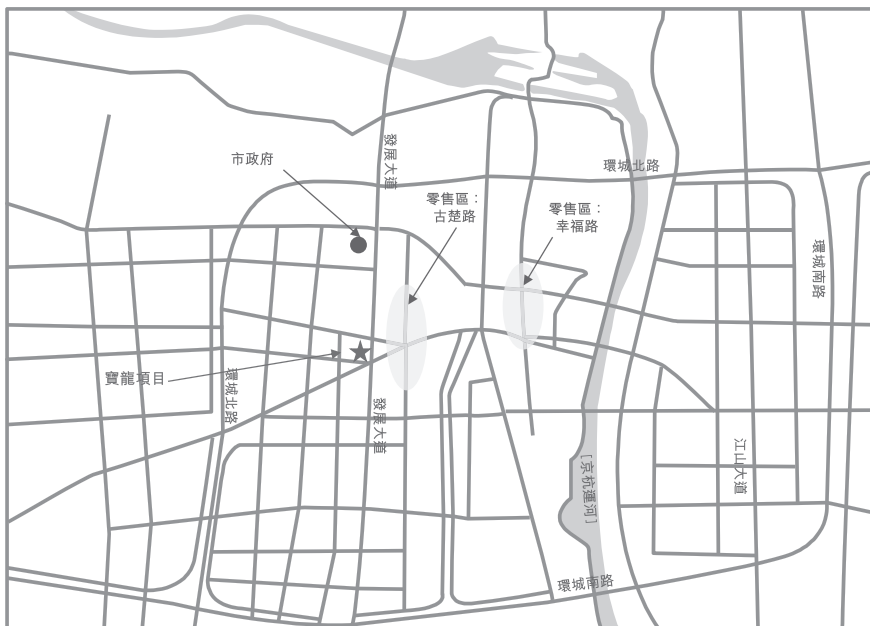 發展大道
市政府
環城北路
零售區：
古楚路
零售區：
幸福路
環城南路
寶龍項目
環城北路
發展大道
江山大道
[京杭運河]
環城南路